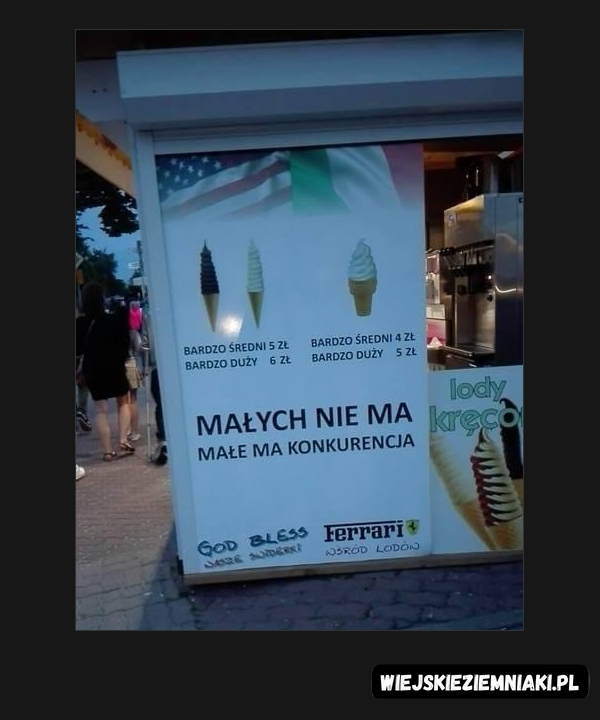 BARDZO ŚREDNI 5 ZŁ
BARDZO DUŻY 6 ZŁ
BARDZO ŚREDNI 4 ZŁ
BARDZO DUŻY 5 ZŁ
MAŁYCH NIE MA
MAŁE MA KONKURENCJA
GOD BLESS
NASZE ŚWIDERKI
Ferrari
WŚRÓD LODÓW
lody
kręco
WIEJSKIEZIEMNIAKI.PL